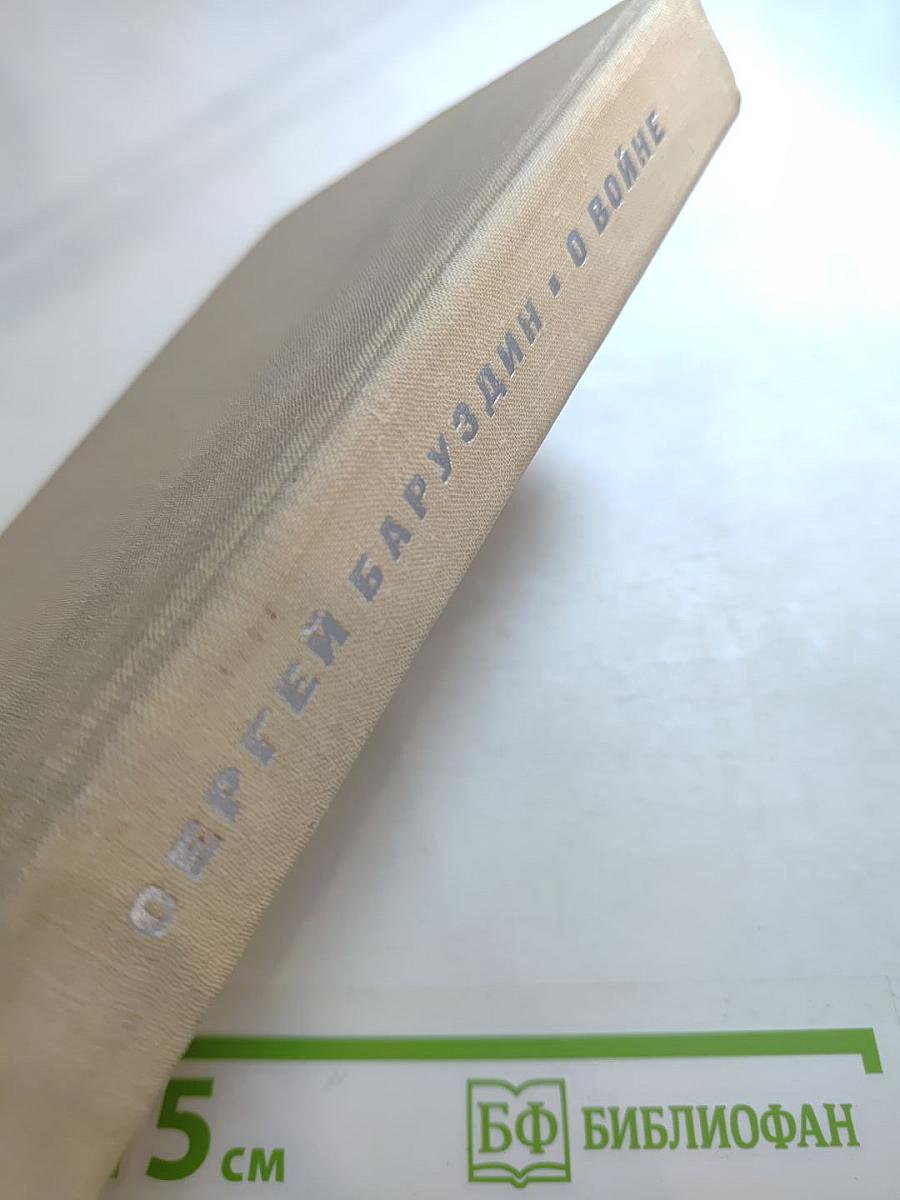 СЕРГЕЙ БАРУЗДИН · О ВОЙНЕ
5 см
БФ БИБЛИОФАН